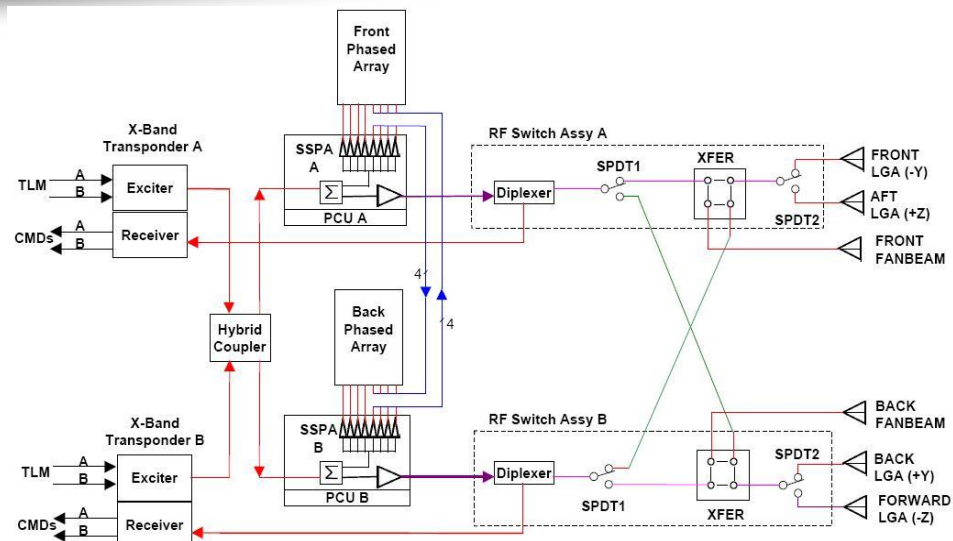 Front
Phased
Array
X-Band
Transponder A
TLM
A
B
Exciter
CMDs
A
B
Receiver
SSPA
A
Σ
PCU A
RF Switch Assy A
Diplexer
SPDT1
XFER
SPDT2
FRONT
LGA (-Y)
AFT
LGA (+Z)
FRONT
FANBEAM
4
4
Hybrid
Coupler
Back
Phased
Array
X-Band
Transponder B
TLM
A
B
Exciter
CMDs
A
B
Receiver
SSPA
B
Σ
PCU B
RF Switch Assy B
Diplexer
SPDT1
XFER
SPDT2
BACK
FANBEAM
BACK
LGA (+Y)
FORWARD
LGA (-Z)